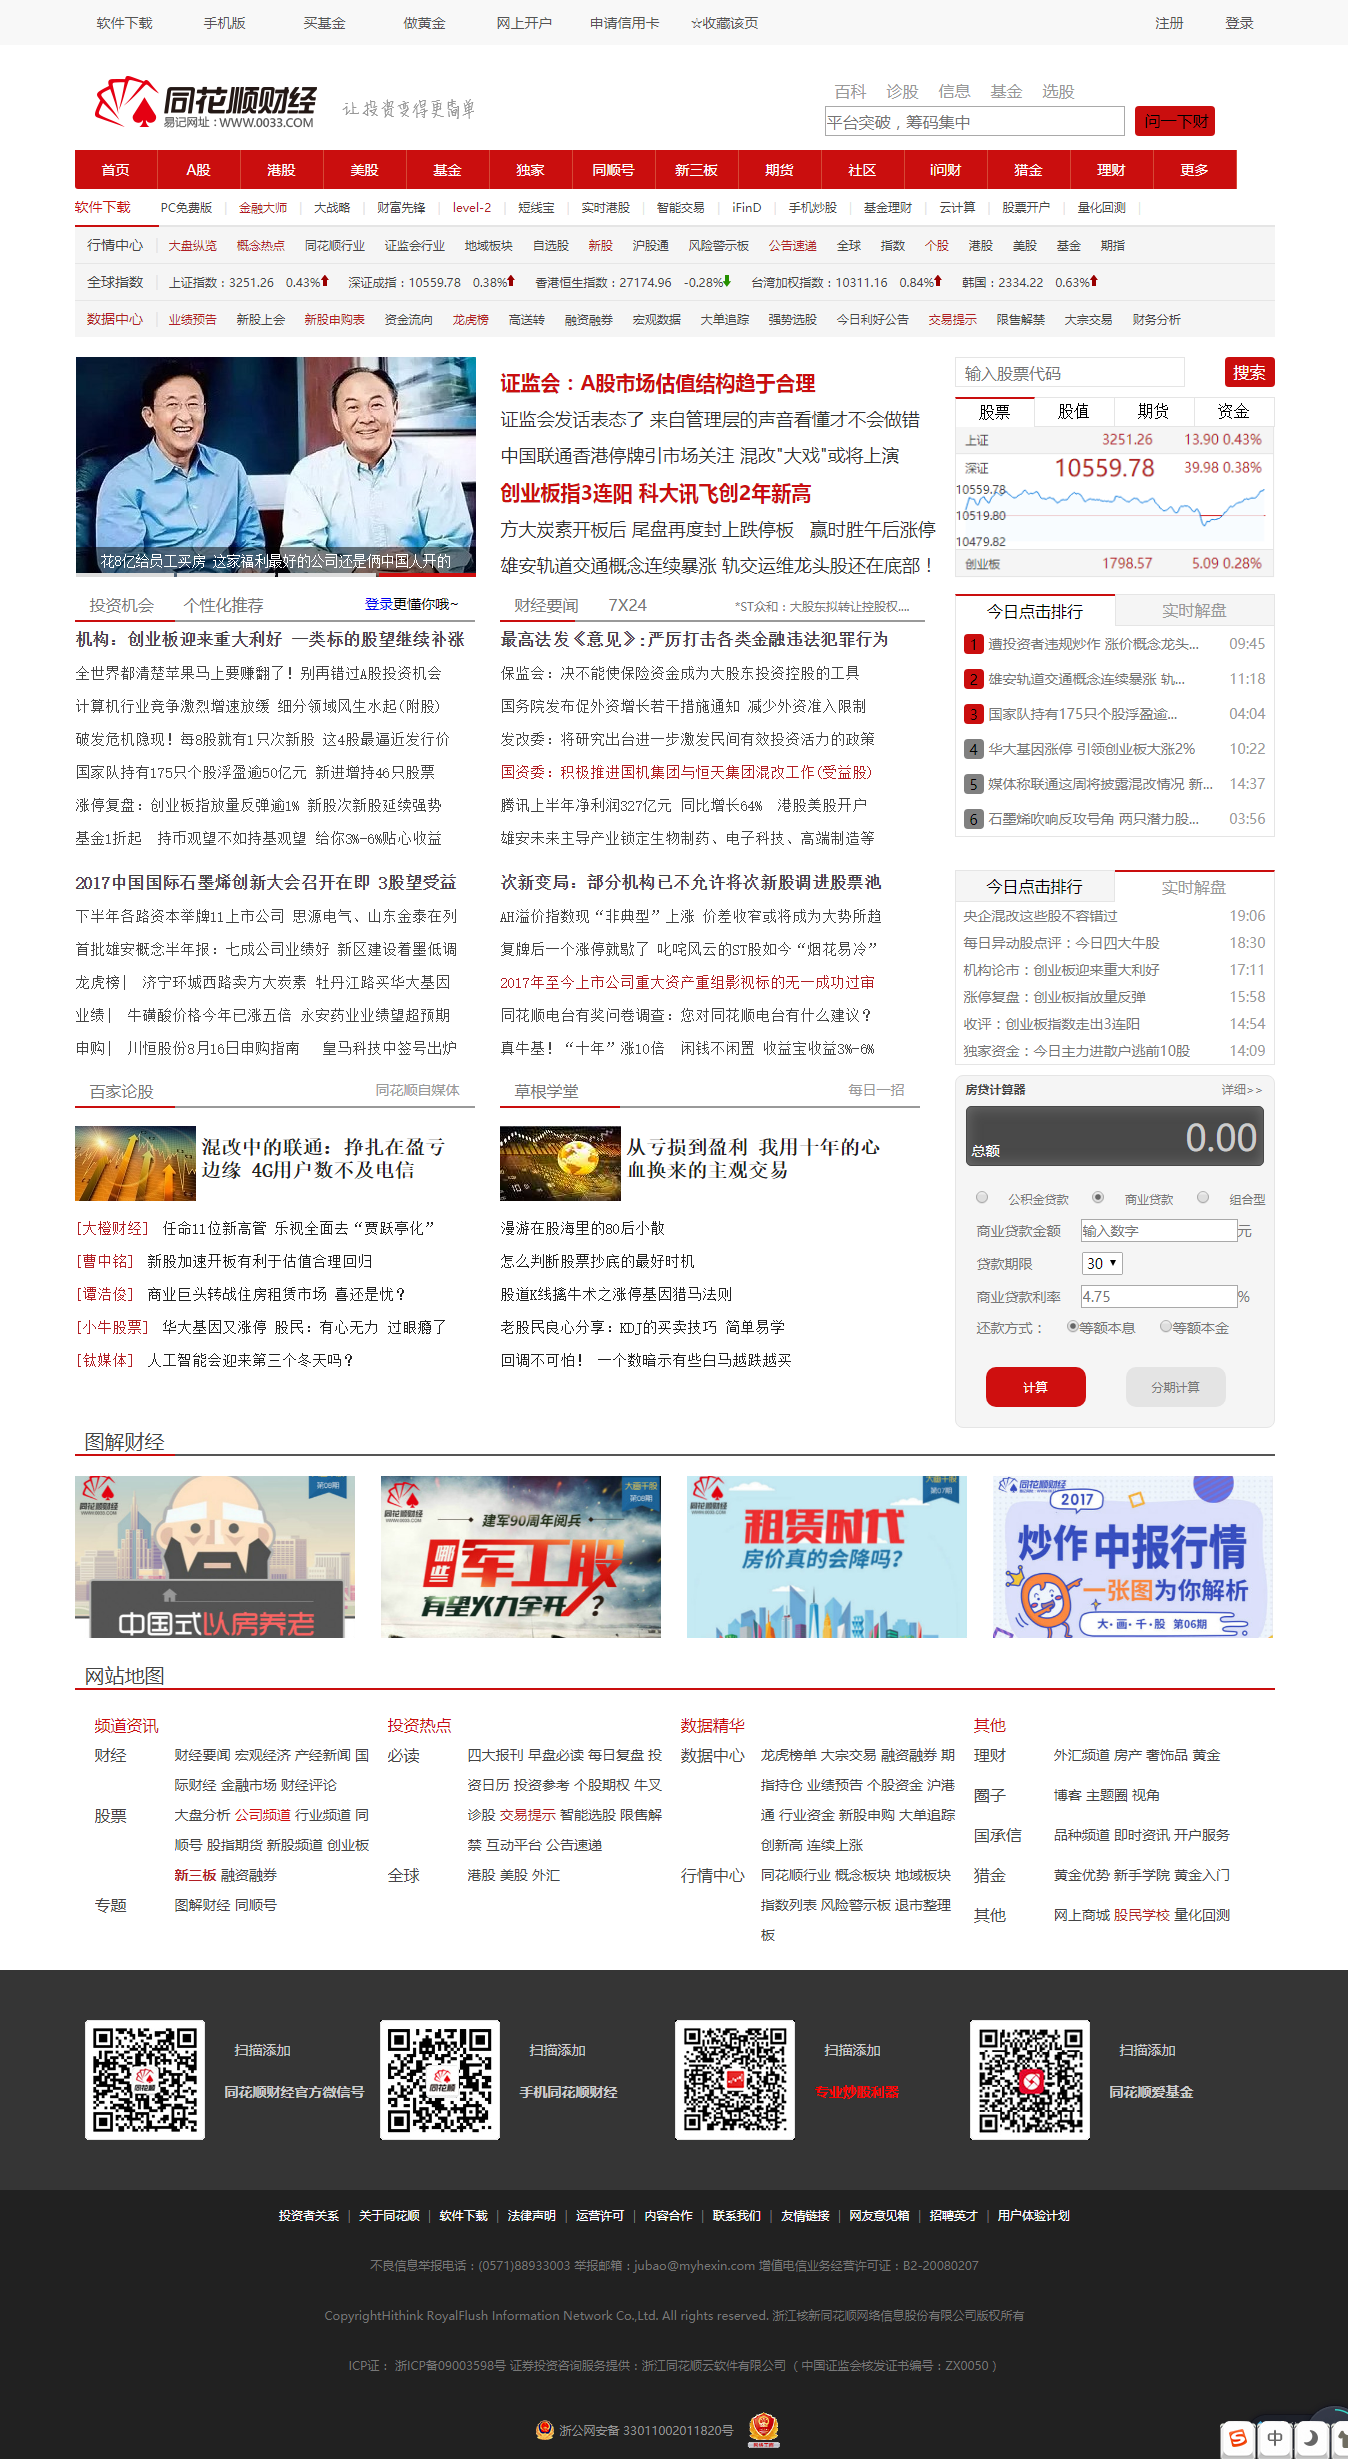 软件下载 手机版 买基金 做黄金 网上开户 申请信用卡 ☆收藏该页 注册 登录
同花顺财经 易记网址：WWW.0033.COM 让投资变得更简单
百科 诊股 信息 基金 选股
平台突破，筹码集中 问一下财
首页 A股 港股 美股 基金 独家 同顺号 新三板 期货 社区 i问财 猎金 理财 更多
软件下载 PC免费版 | 金融大师 | 大战略 | 财富先锋 | level-2 | 短线宝 | 实时港股 | 智能交易 | iFinD | 手机炒股 | 基金理财 | 云计算 | 股票开户 | 量化回测 |
行情中心 大盘纵览 概念热点 同花顺行业 证监会行业 地域板块 自选股 新股 沪股通 风险警示板 公告速递 全球 指数 个股 港股 美股 基金 期指
全球指数 上证指数：3251.26 0.43% 深证成指：10559.78 0.38% 香港恒生指数：27174.96 -0.28% 台湾加权指数：10311.16 0.84% 韩国：2334.22 0.63%
数据中心 业绩预告 新股上会 新股申购表 资金流向 龙虎榜 高送转 融资融券 宏观数据 大单追踪 强势选股 今日利好公告 交易提示 限售解禁 大宗交易 财务分析
花8亿给员工买房 这家福利最好的公司还是俩中国人开的
证监会：A股市场估值结构趋于合理
证监会发话表态了 来自管理层的声音看懂才不会做错
中国联通香港停牌引市场关注 混改"大戏"或将上演
创业板指3连阳 科大讯飞创2年新高
方大炭素开板后 尾盘再度封上跌停板 赢时胜午后涨停
雄安轨道交通概念连续暴涨 轨交运维龙头股还在底部！
输入股票代码 搜索
股票 股值 期货 资金
上证 3251.26 13.90 0.43%
深证 10559.78 39.98 0.38%
10559.78
10519.80
10479.82
创业板 1798.57 5.09 0.28%
投资机会 个性化推荐 登录更懂你哦~
机构：创业板迎来重大利好 一类标的股望继续补涨
全世界都清楚苹果马上要赚翻了！别再错过A股投资机会
计算机行业竞争激烈增速放缓 细分领域风生水起(附股)
破发危机隐现！每8股就有1只次新股 这4股最逼近发行价
国家队持有175只个股浮盈逾50亿元 新进增持46只股票
涨停复盘：创业板指放量反弹逾1% 新股次新股延续强势
基金1折起 持币观望不如持基观望 给你3%-6%贴心收益
2017中国国际石墨烯创新大会召开在即 3股望受益
下半年各路资本举牌11上市公司 思源电气、山东金泰在列
首批雄安概念半年报：七成公司业绩好 新区建设着墨低调
龙虎榜| 济宁环城西路卖方大炭素 牡丹江路买华大基因
业绩| 牛磺酸价格今年已涨五倍 永安药业业绩望超预期
申购| 川恒股份8月16日申购指南 皇马科技中签号出炉
财经要闻 7X24 *ST众和：大股东拟转让控股权....
最高法发《意见》:严厉打击各类金融违法犯罪行为
保监会：决不能使保险资金成为大股东投资控股的工具
国务院发布促外资增长若干措施通知 减少外资准入限制
发改委：将研究出台进一步激发民间有效投资活力的政策
国资委：积极推进国机集团与恒天集团混改工作(受益股)
腾讯上半年净利润327亿元 同比增长64% 港股美股开户
雄安未来主导产业锁定生物制药、电子科技、高端制造等
次新变局：部分机构已不允许将次新股调进股票池
AH溢价指数现“非典型”上涨 价差收窄或将成为大势所趋
复牌后一个涨停就歇了 叱咤风云的ST股如今“烟花易冷”
2017年至今上市公司重大资产重组影视标的无一成功过审
同花顺电台有奖问卷调查：您对同花顺电台有什么建议？
真牛基！“十年”涨10倍 闲钱不闲置 收益宝收益3%-6%
今日点击排行 实时解盘
1 遭投资者违规炒作 涨价概念龙头... 09:45
2 雄安轨道交通概念连续暴涨 轨... 11:18
3 国家队持有175只个股浮盈逾... 04:04
4 华大基因涨停 引领创业板大涨2% 10:22
5 媒体称联通这周将披露混改情况 新... 14:37
6 石墨烯吹响反攻号角 两只潜力股... 03:56
今日点击排行 实时解盘
央企混改这些股不容错过 19:06
每日异动股点评：今日四大牛股 18:30
机构论市：创业板迎来重大利好 17:11
涨停复盘：创业板指放量反弹 15:58
收评：创业板指数走出3连阳 14:54
独家资金：今日主力进散户逃前10股 14:09
百家论股 同花顺自媒体
混改中的联通：挣扎在盈亏
边缘 4G用户数不及电信
[大橙财经] 任命11位新高管 乐视全面去“贾跃亭化”
[曹中铭] 新股加速开板有利于估值合理回归
[谭浩俊] 商业巨头转战住房租赁市场 喜还是忧？
[小牛股票] 华大基因又涨停 股民：有心无力 过眼瘾了
[钛媒体] 人工智能会迎来第三个冬天吗？
草根学堂 每日一招
从亏损到盈利 我用十年的心
血换来的主观交易
漫游在股海里的80后小散
怎么判断股票抄底的最好时机
股道K线擒牛术之涨停基因猎马法则
老股民良心分享：KDJ的买卖技巧 简单易学
回调不可怕！ 一个数暗示有些白马越跌越买
房贷计算器 详细>>
0.00
总额
公积金贷款 商业贷款 组合型
商业贷款金额 输入数字 元
贷款期限 30
商业贷款利率 4.75 %
还款方式： 等额本息 等额本金
计算 分期计算
图解财经
同花顺财经 WWW.0033.COM 第09期 中国式以房养老
同花顺财经 大画千股 第08期 建军90周年阅兵 哪些军工股 有望火力全开？
同花顺财经 大画千股 第07期 租赁时代 房价真的会降吗?
同花顺财经 2017 炒作中报行情 一张图为你解析 大·画·千·股 第06期
网站地图
频道资讯
财经 财经要闻 宏观经济 产经新闻 国
际财经 金融市场 财经评论
股票 大盘分析 公司频道 行业频道 同
顺号 股指期货 新股频道 创业板
新三板 融资融券
专题 图解财经 同顺号
投资热点
必读 四大报刊 早盘必读 每日复盘 投
资日历 投资参考 个股期权 牛叉
诊股 交易提示 智能选股 限售解
禁 互动平台 公告速递
全球 港股 美股 外汇
数据精华
数据中心 龙虎榜单 大宗交易 融资融券 期
指持仓 业绩预告 个股资金 沪港
通 行业资金 新股申购 大单追踪
创新高 连续上涨
行情中心 同花顺行业 概念板块 地域板块
指数列表 风险警示板 退市整理
板
其他
理财 外汇频道 房产 奢饰品 黄金
圈子 博客 主题圈 视角
国承信 品种频道 即时资讯 开户服务
猎金 黄金优势 新手学院 黄金入门
其他 网上商城 股民学校 量化回测
扫描添加
同花顺财经官方微信号
扫描添加
手机同花顺财经
扫描添加
专业炒股利器
扫描添加
同花顺爱基金
投资者关系 | 关于同花顺 | 软件下载 | 法律声明 | 运营许可 | 内容合作 | 联系我们 | 友情链接 | 网友意见箱 | 招聘英才 | 用户体验计划
不良信息举报电话：(0571)88933003 举报邮箱：jubao@myhexin.com 增值电信业务经营许可证：B2-20080207
CopyrightHithink RoyalFlush Information Network Co.,Ltd. All rights reserved. 浙江核新同花顺网络信息股份有限公司版权所有
ICP证： 浙ICP备09003598号 证券投资咨询服务提供：浙江同花顺云软件有限公司 （中国证监会核发证书编号：ZX0050）
浙公网安备 33011002011820号
中